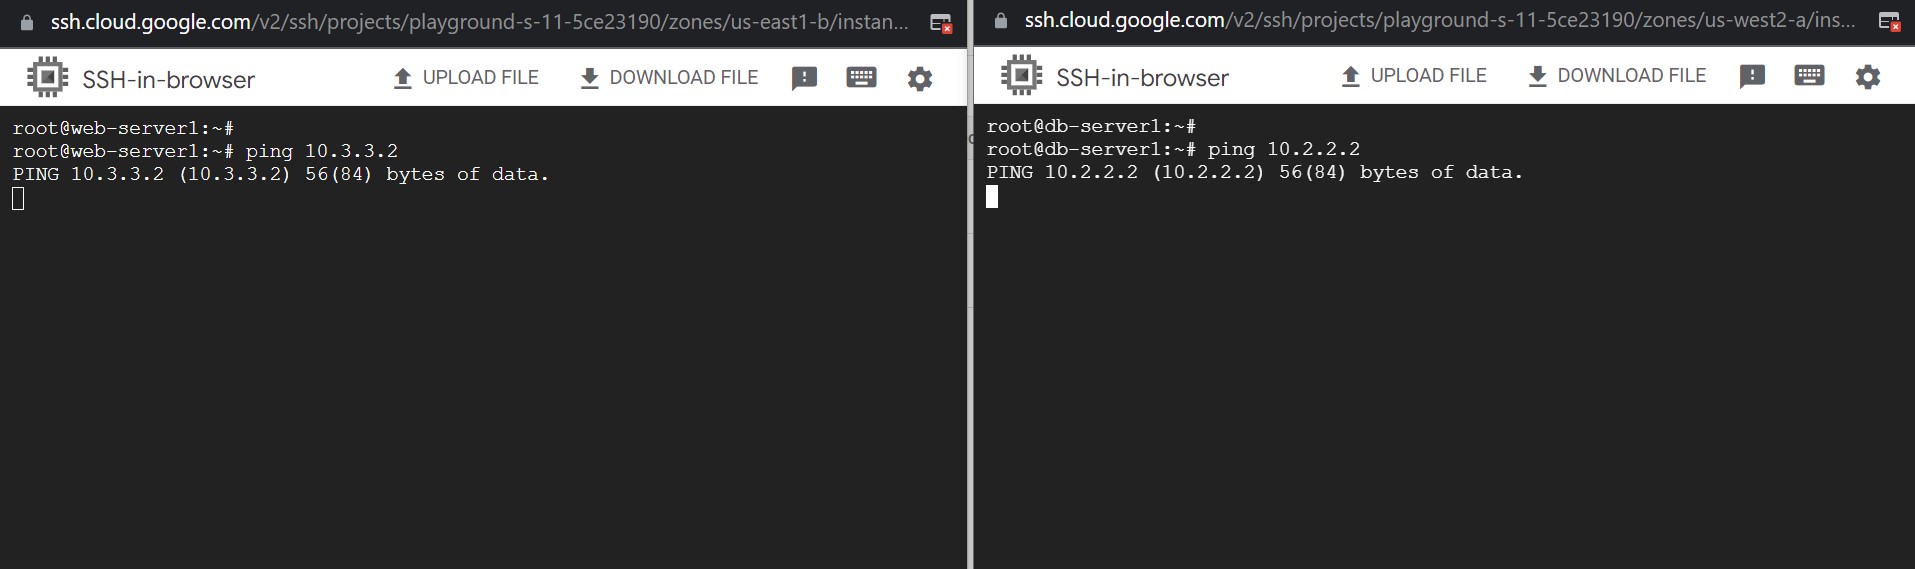 ssh.cloud.google.com/v2/ssh/projects/playground-s-11-5ce23190/zones/us-east1-b/instan...
SSH-in-browser
UPLOAD FILE
DOWNLOAD FILE
root@web-server1:~#
root@web-server1:~# ping 10.3.3.2
PING 10.3.3.2 (10.3.3.2) 56(84) bytes of data.
ssh.cloud.google.com/v2/ssh/projects/playground-s-11-5ce23190/zones/us-west2-a/ins...
SSH-in-browser
UPLOAD FILE
DOWNLOAD FILE
root@db-server1:~#
root@db-server1:~# ping 10.2.2.2
PING 10.2.2.2 (10.2.2.2) 56(84) bytes of data.